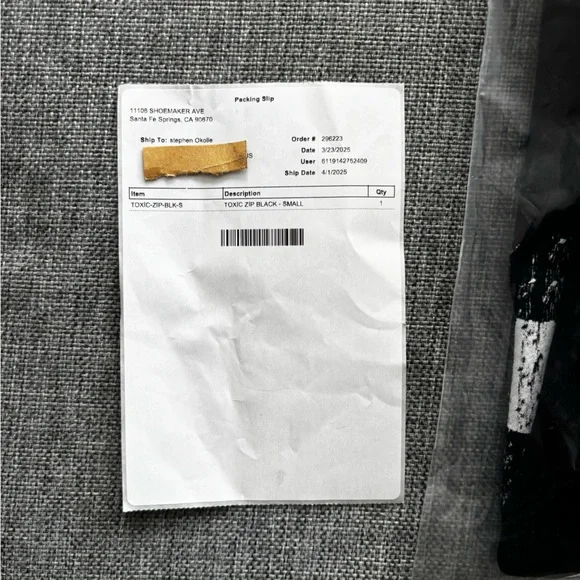 Packing Slip
11106 SHOEMAKER AVE
Santa Fe Springs, CA 90670
Ship To: stephen Okolie
US
Order # 296223
Date 3/23/2025
User 6119142752409
Ship Date 4/1/2025
Item Description Qty
TOXIC-ZIP-BLK-S TOXIC ZIP BLACK - SMALL 1